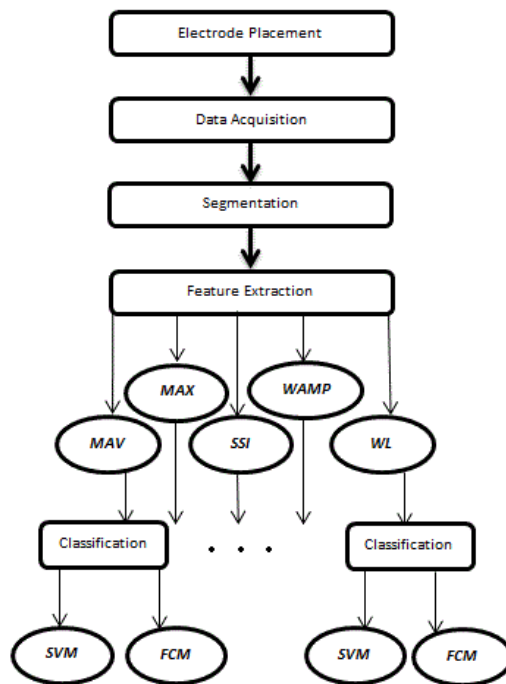 Electrode Placement
Data Acquisition
Segmentation
Feature Extraction
MAX
WAMP
MAV
SSI
WL
Classification
. . .
Classification
SVM
FCM
SVM
FCM